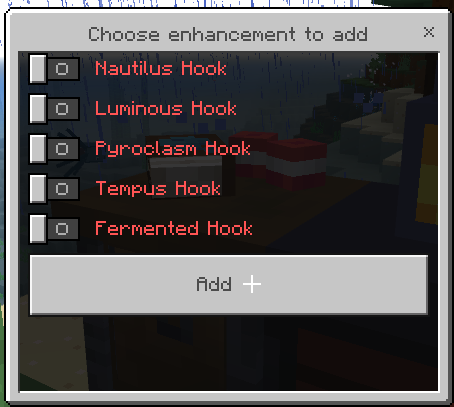 Choose enhancement to add
Nautilus Hook
Luminous Hook
Pyroclasm Hook
Tempus Hook
Fermented Hook
Add +